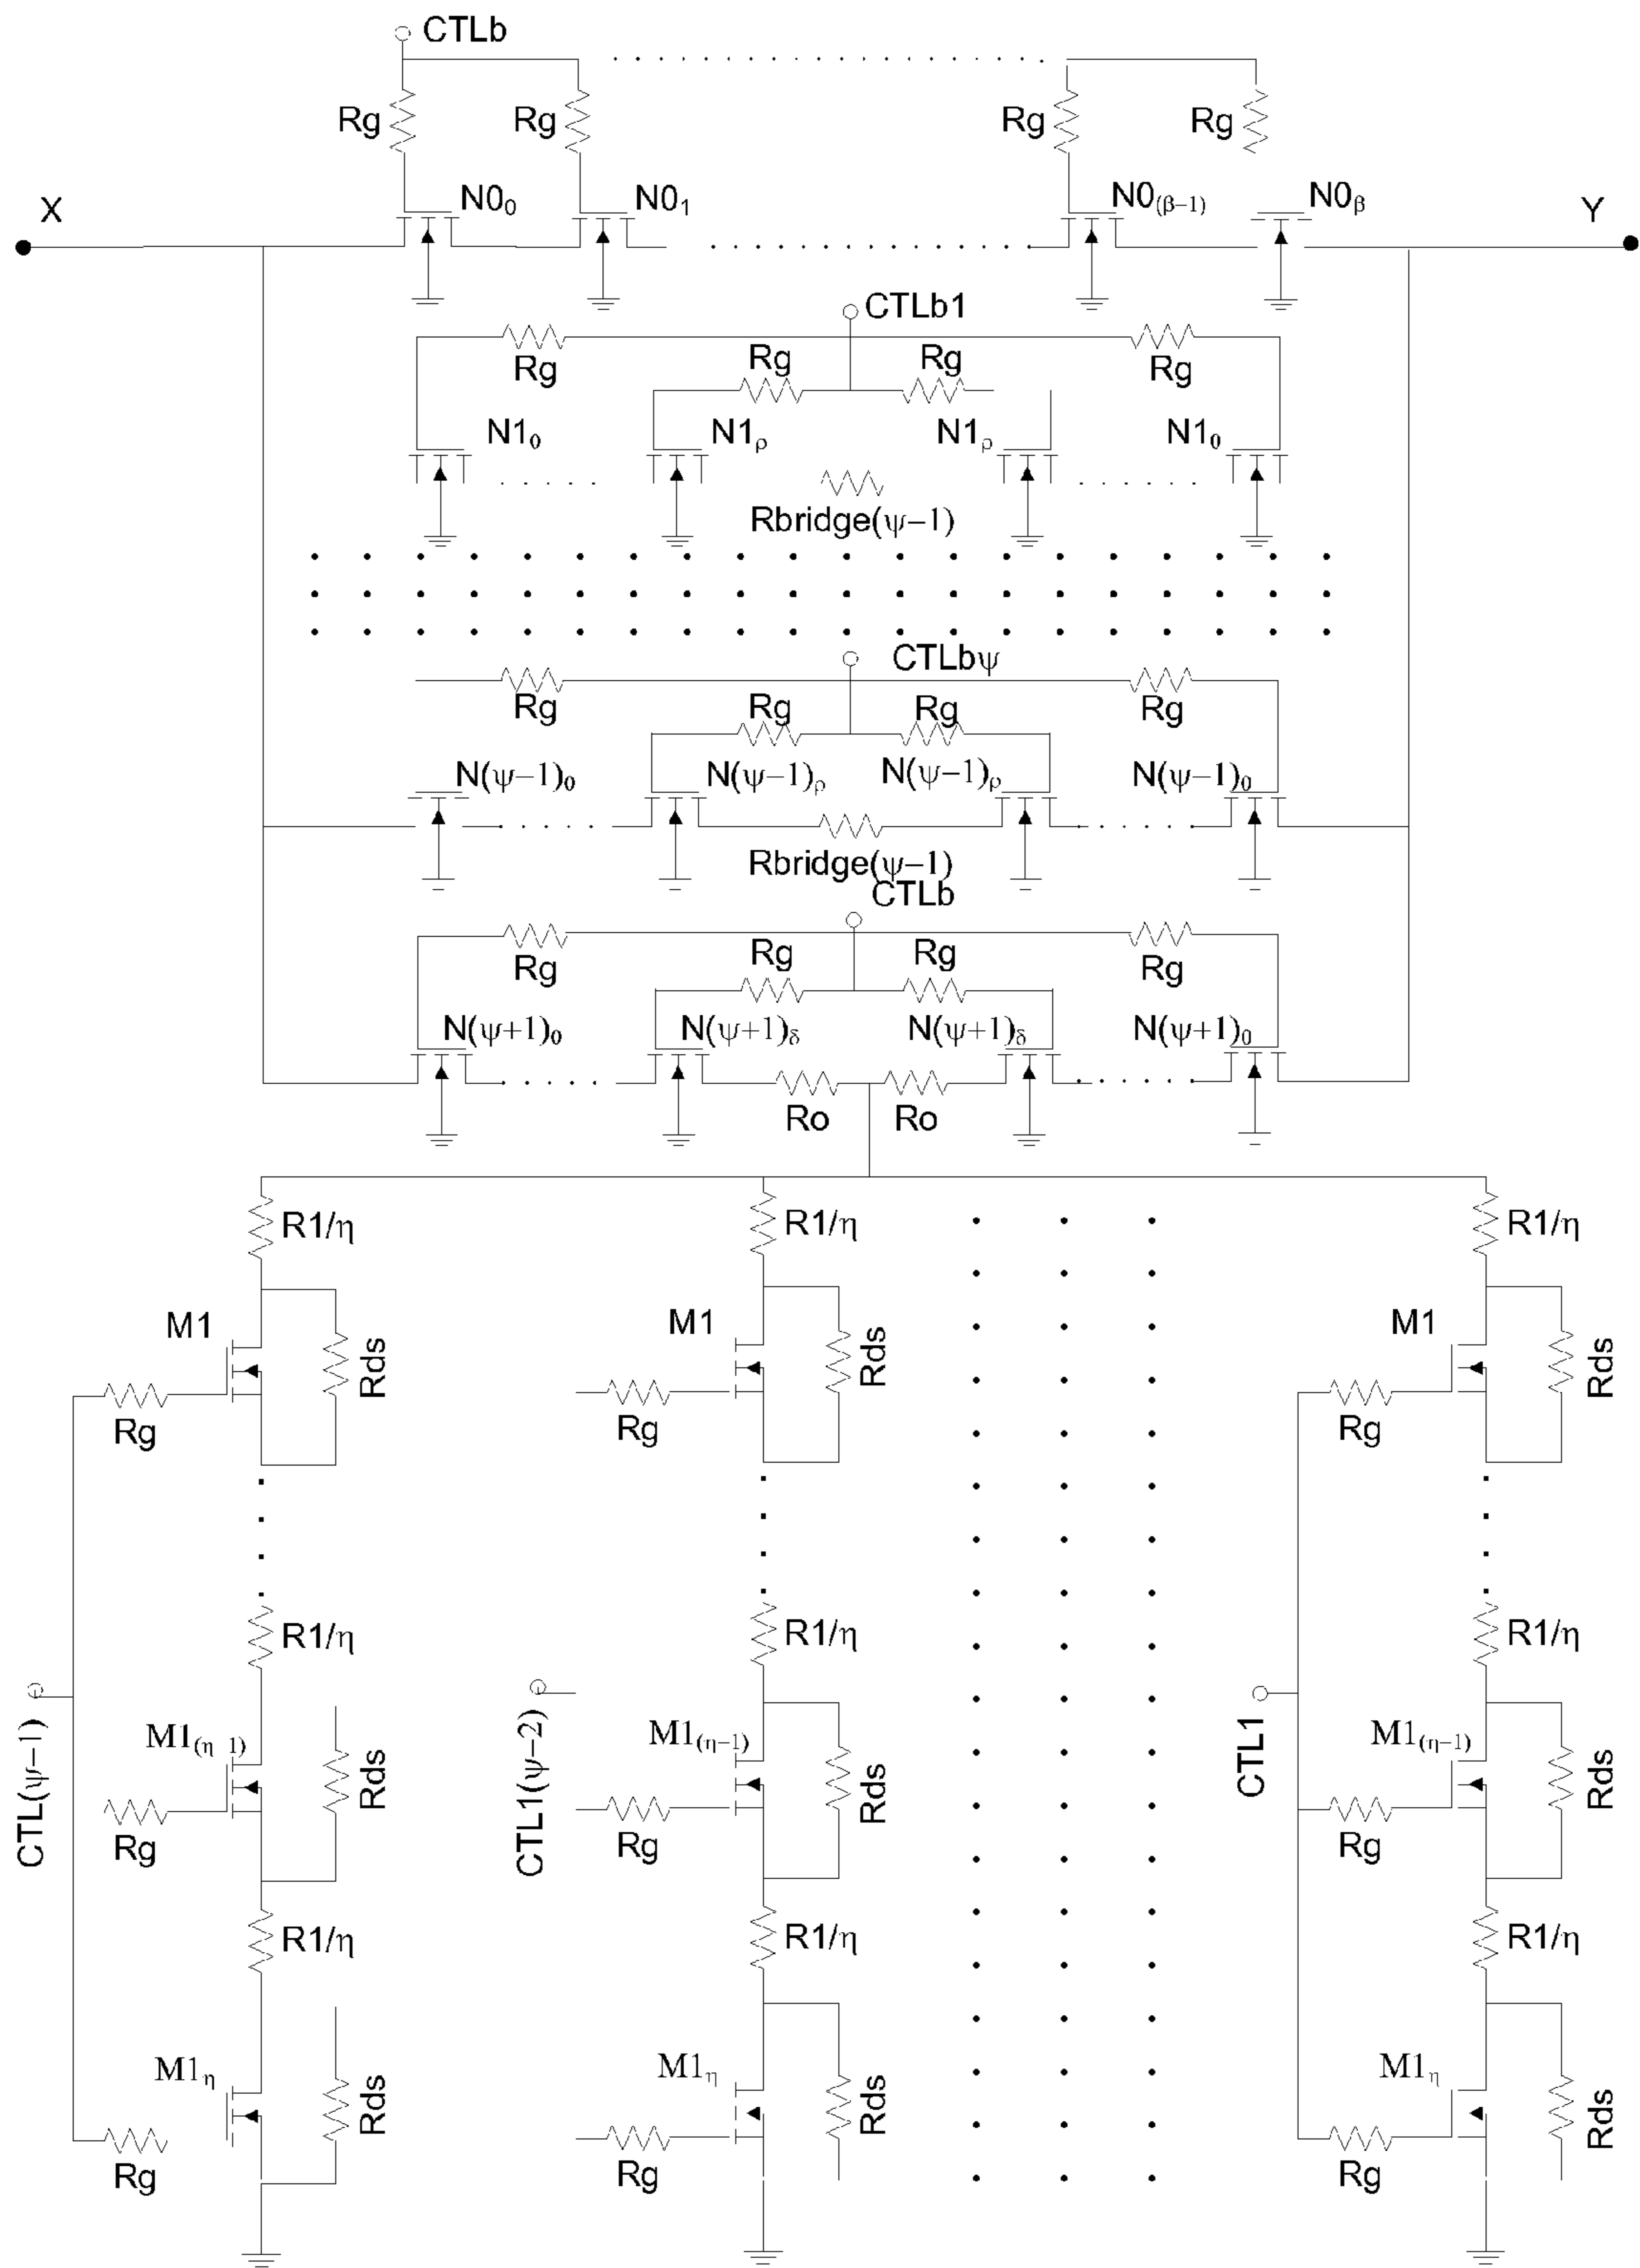 CTLb
Rg Rg Rg Rg
X N0₀ N0₁ N0₍β₋₁₎ N0β Y
CTLb1
Rg Rg Rg Rg
N1₀ N1ρ N1ρ N1₀
Rbridge(ψ−1)
CTLbψ
Rg Rg Rg Rg
N(ψ−1)₀ N(ψ−1)ρ N(ψ−1)ρ N(ψ−1)₀
Rbridge(ψ−1)
CTLb
Rg Rg Rg Rg
N(ψ+1)₀ N(ψ+1)δ N(ψ+1)δ N(ψ+1)₀
Ro Ro
R1/η R1/η R1/η
M1 Rds M1 Rds M1 Rds
Rg Rg Rg
R1/η R1/η R1/η
CTL(ψ−1) M1(η 1) Rds CTL1(ψ−2) M1(η−1) Rds CTL1 M1(η−1) Rds
Rg Rg Rg
R1/η R1/η R1/η
M1η Rds M1η Rds M1η Rds
Rg Rg Rg